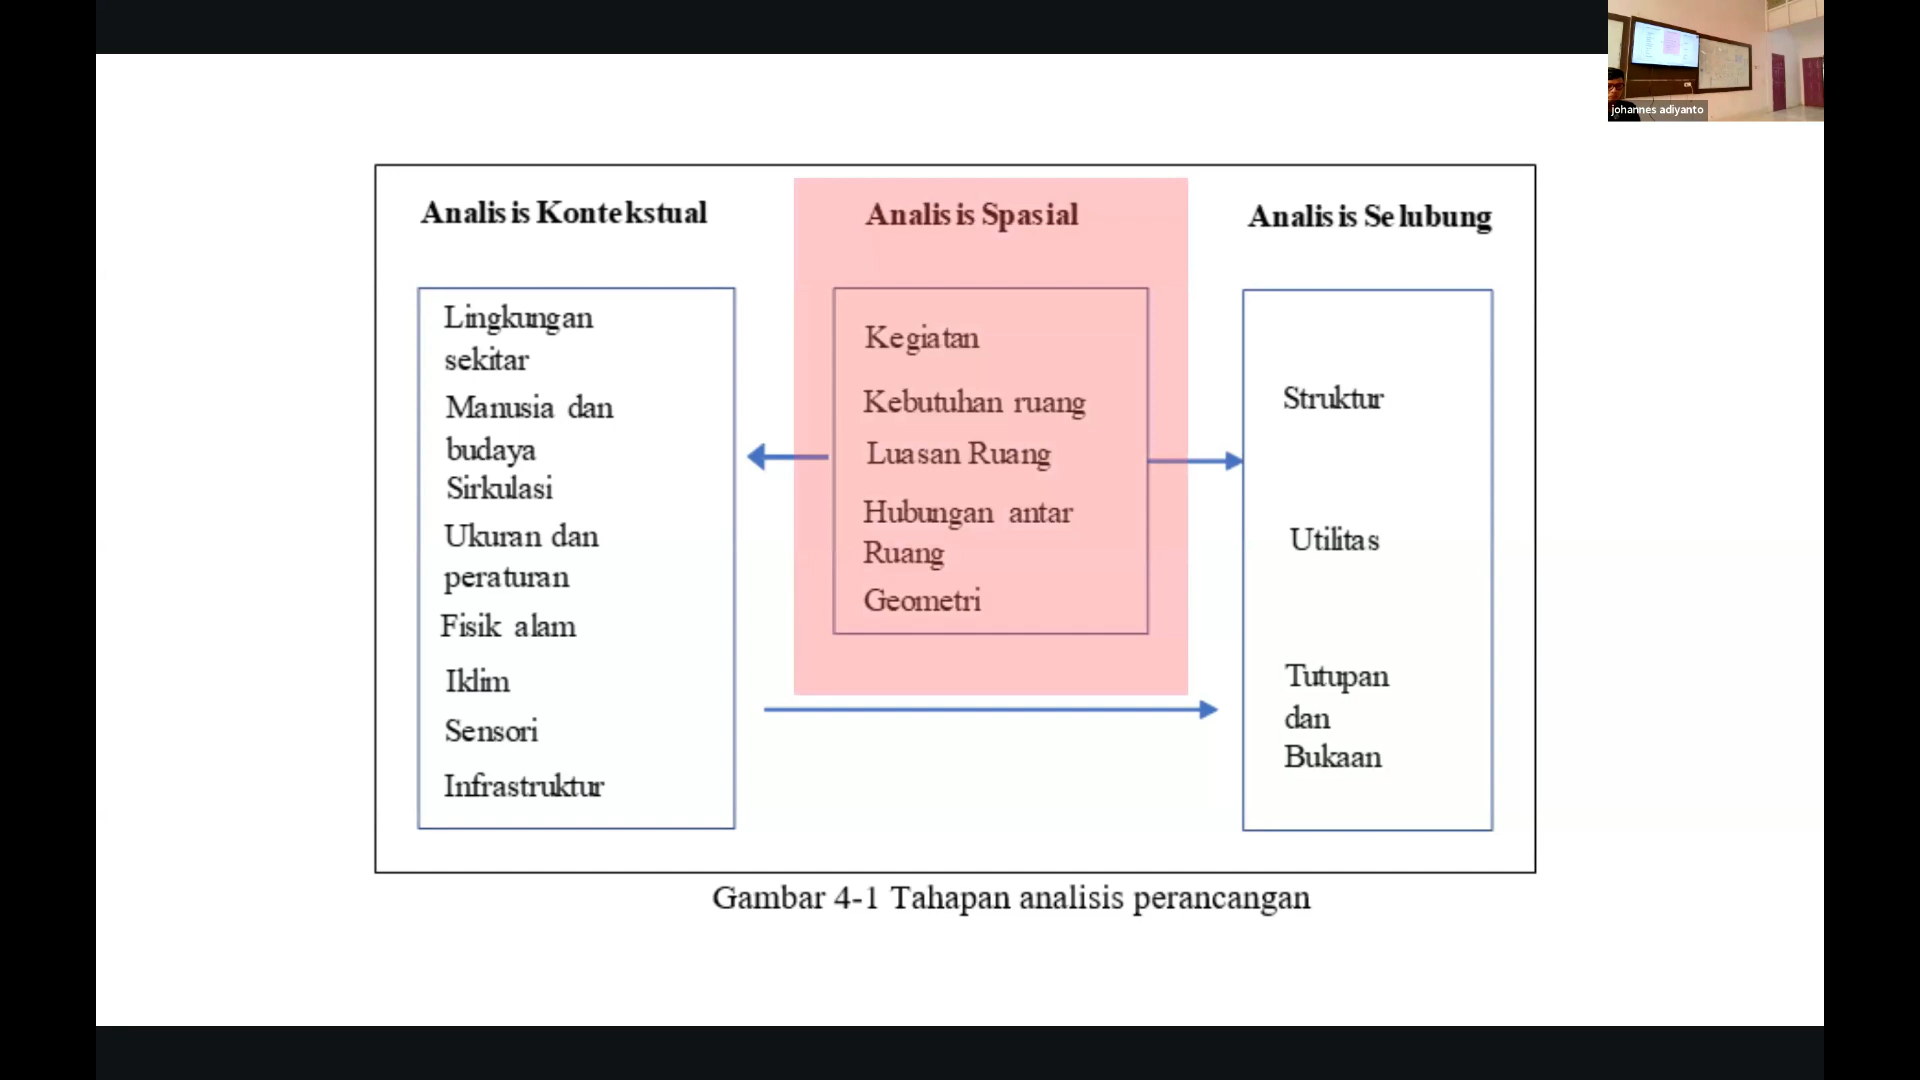 johannes adiyanto
Analisis Kontekstual
Lingkungan
sekitar
Manusia dan
budaya
Sirkulasi
Ukuran dan
peraturan
Fisik alam
Iklim
Sensori
Infrastruktur
Analisis Spasial
Kegiatan
Kebutuhan ruang
Luasan Ruang
Hubungan antar
Ruang
Geometri
Analisis Selubung
Struktur
Utilitas
Tutupan
dan
Bukaan
Gambar 4-1 Tahapan analisis perancangan